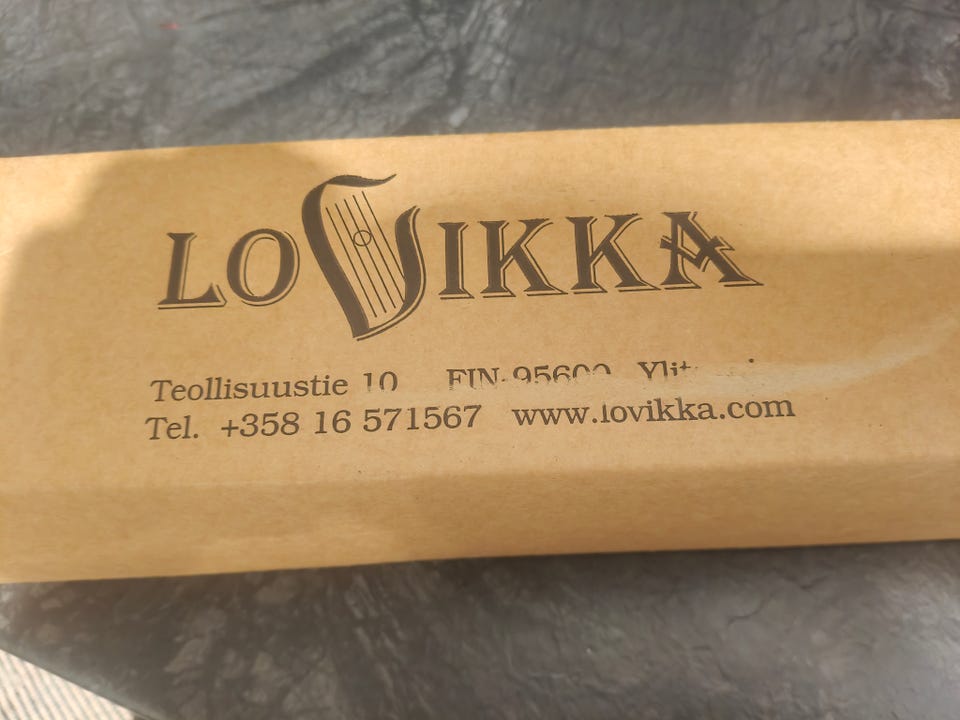 LOVIKKA
Teollisuustie 10 FIN-95600
Tel. +358 16 571567 www.lovikka.com